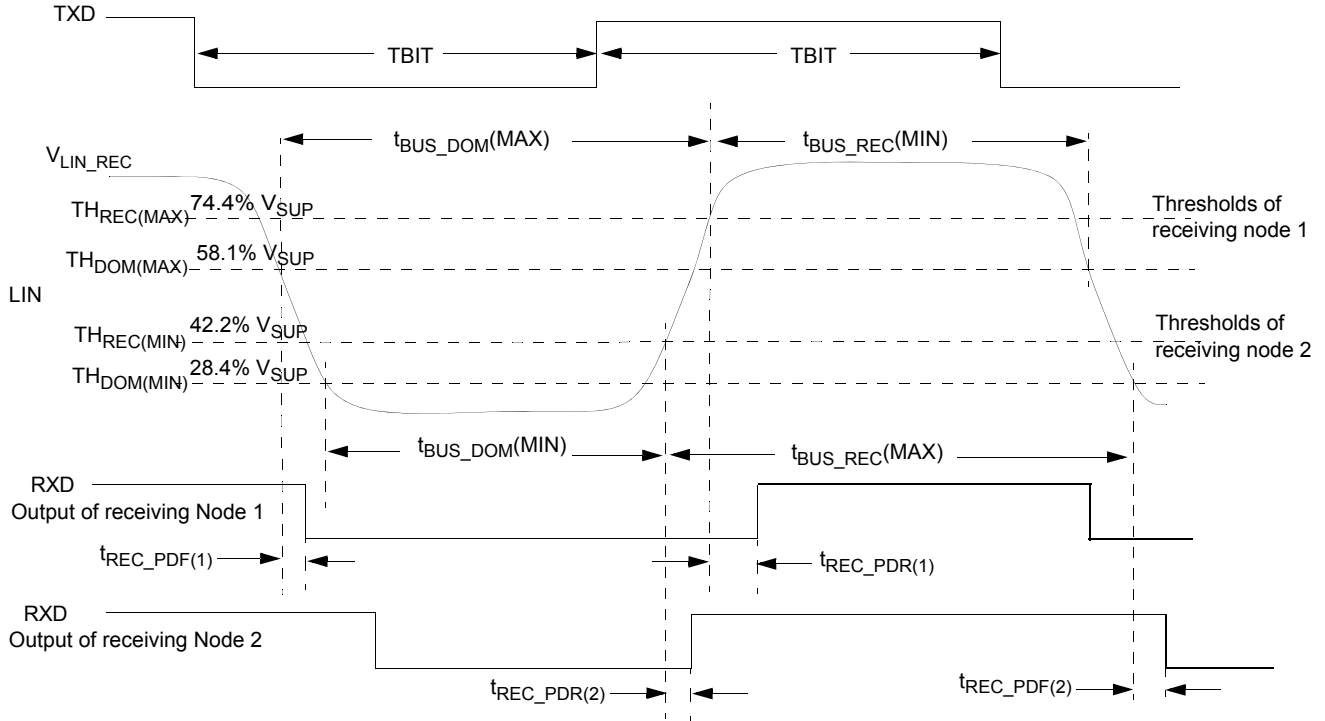 TXD
TBIT
TBIT
tBUS_DOM(MAX)
tBUS_REC(MIN)
VLIN_REC
THREC(MAX) 74.4% VSUP
Thresholds of
receiving node 1
THDOM(MAX) 58.1% VSUP
LIN
THREC(MIN) 42.2% VSUP
Thresholds of
receiving node 2
THDOM(MIN) 28.4% VSUP
tBUS_DOM(MIN)
tBUS_REC(MAX)
RXD
Output of receiving Node 1
tREC_PDF(1)
tREC_PDR(1)
RXD
Output of receiving Node 2
tREC_PDR(2)
tREC_PDF(2)